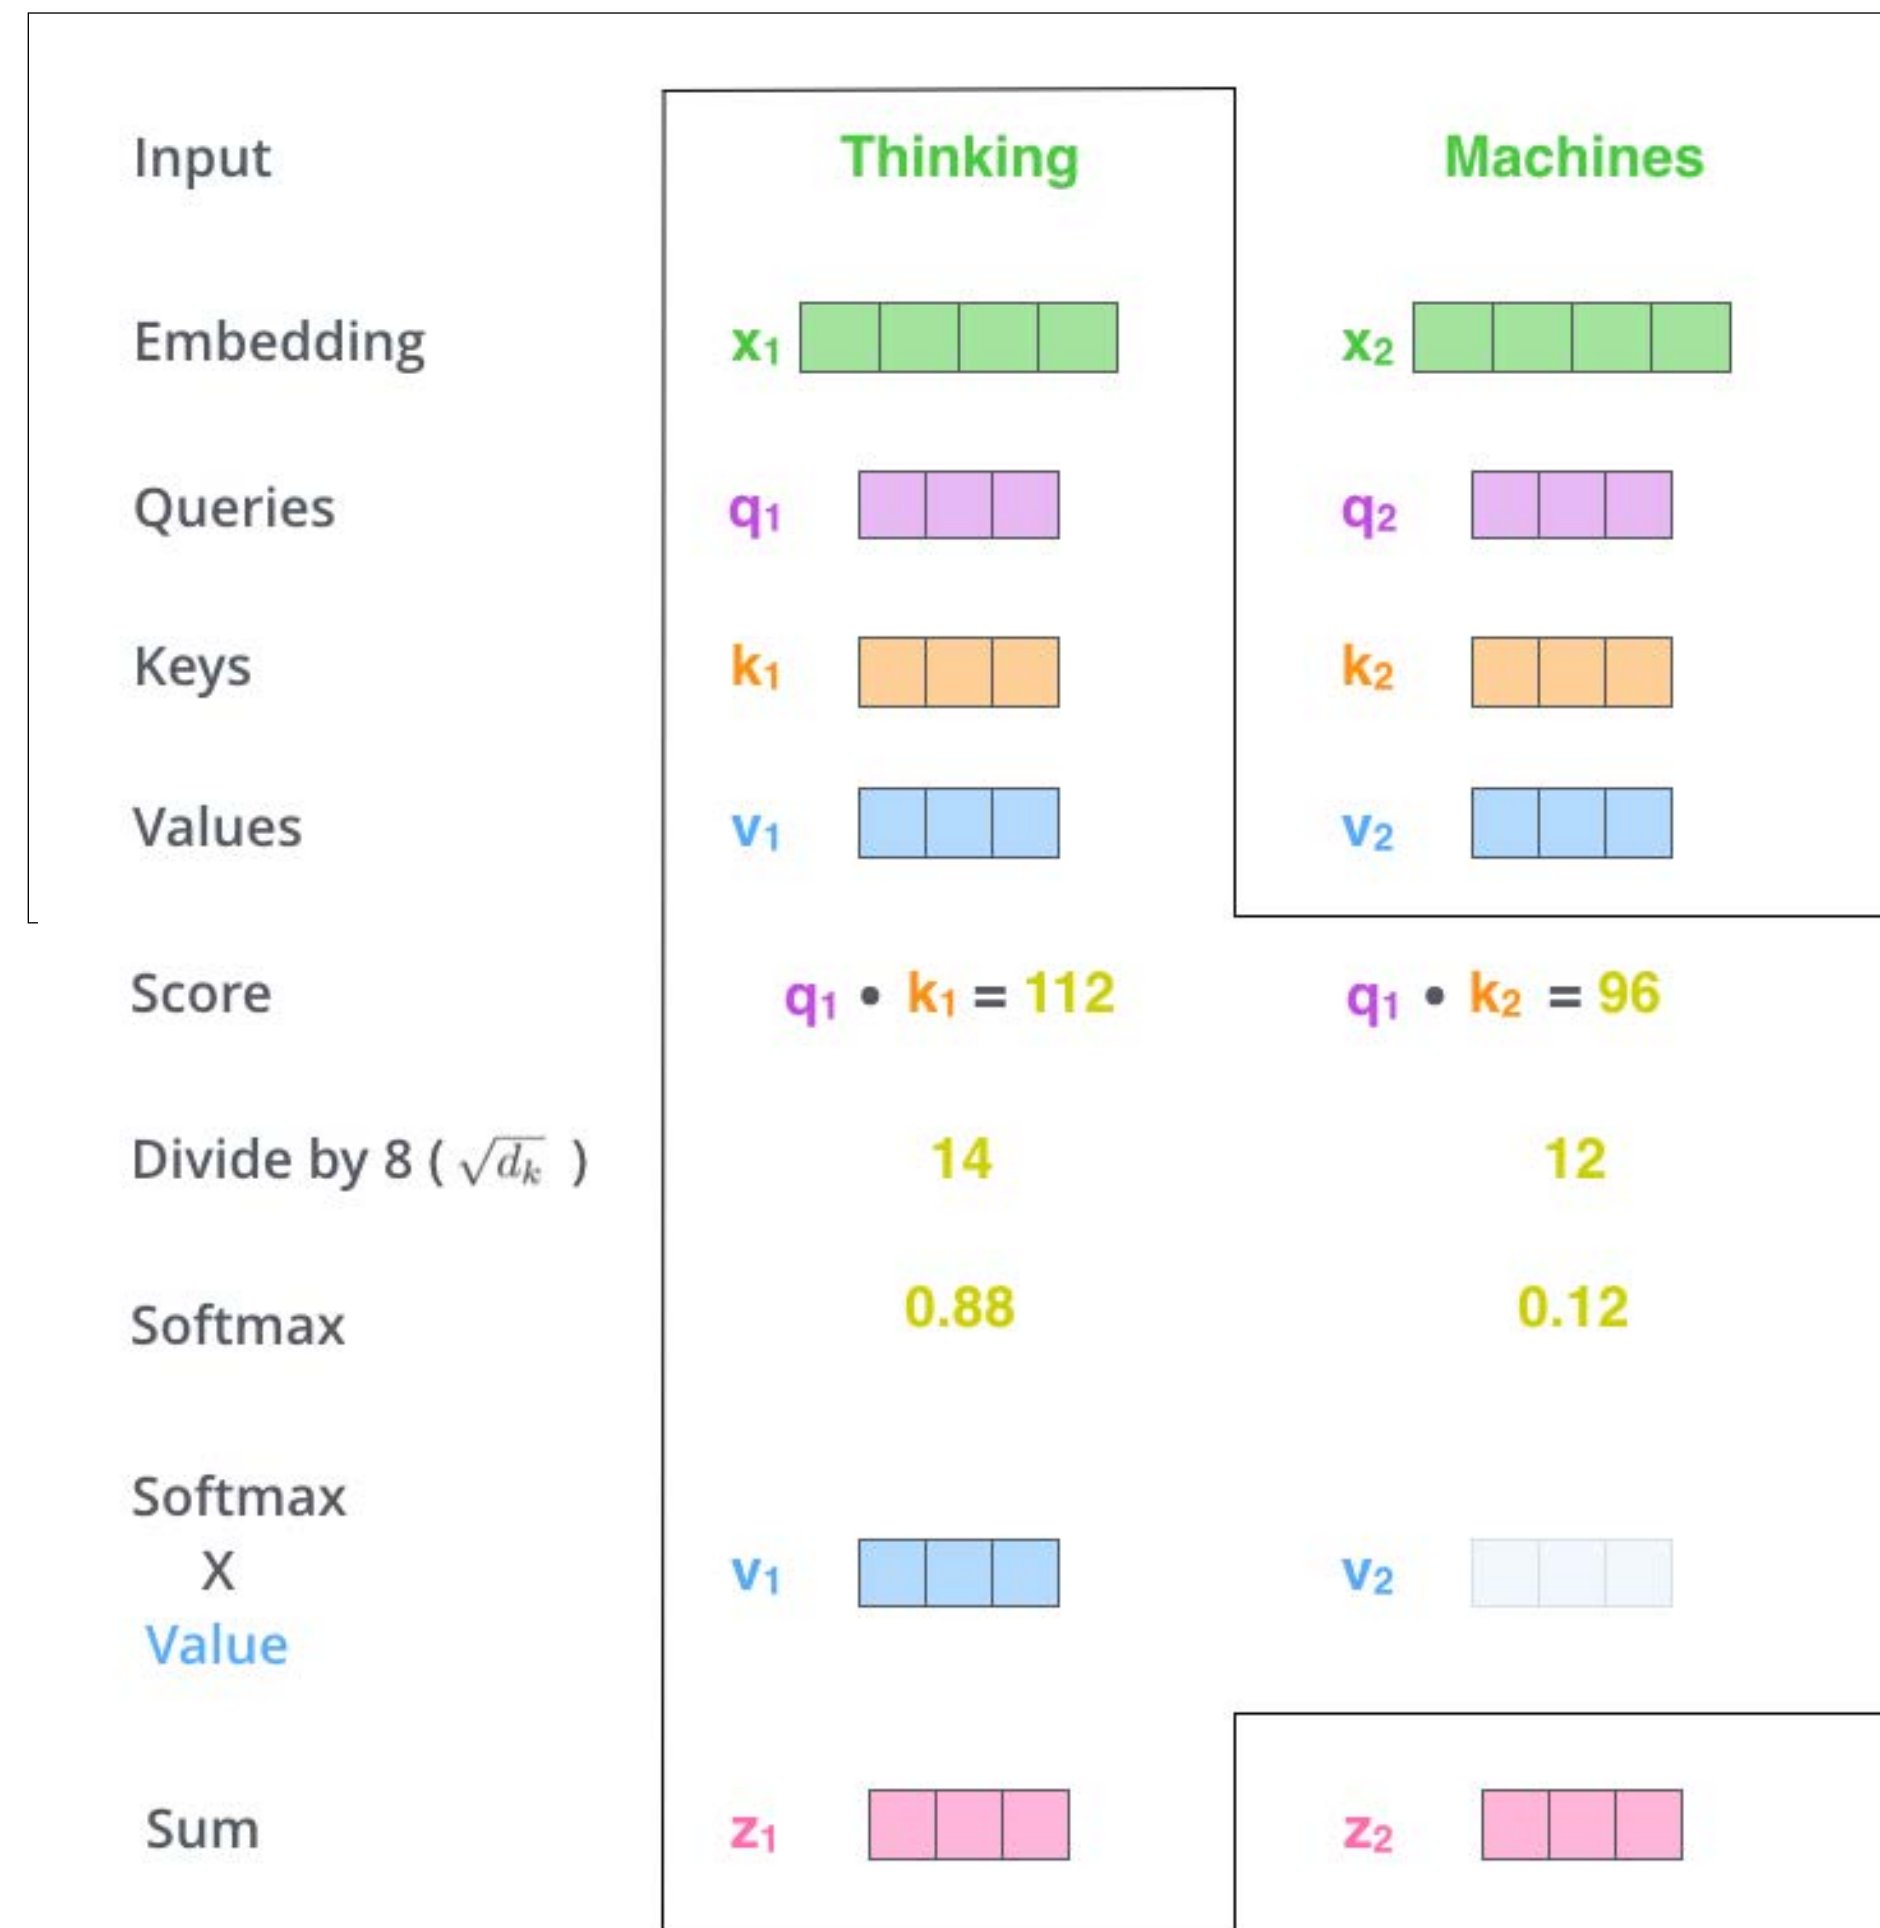 Input Thinking Machines
Embedding x₁ x₂
Queries q₁ q₂
Keys k₁ k₂
Values v₁ v₂
Score q₁ • k₁ = 112 q₁ • k₂ = 96
Divide by 8 ( √dₖ ) 14 12
Softmax 0.88 0.12
Softmax
X
Value
v₁ v₂
Sum z₁ z₂